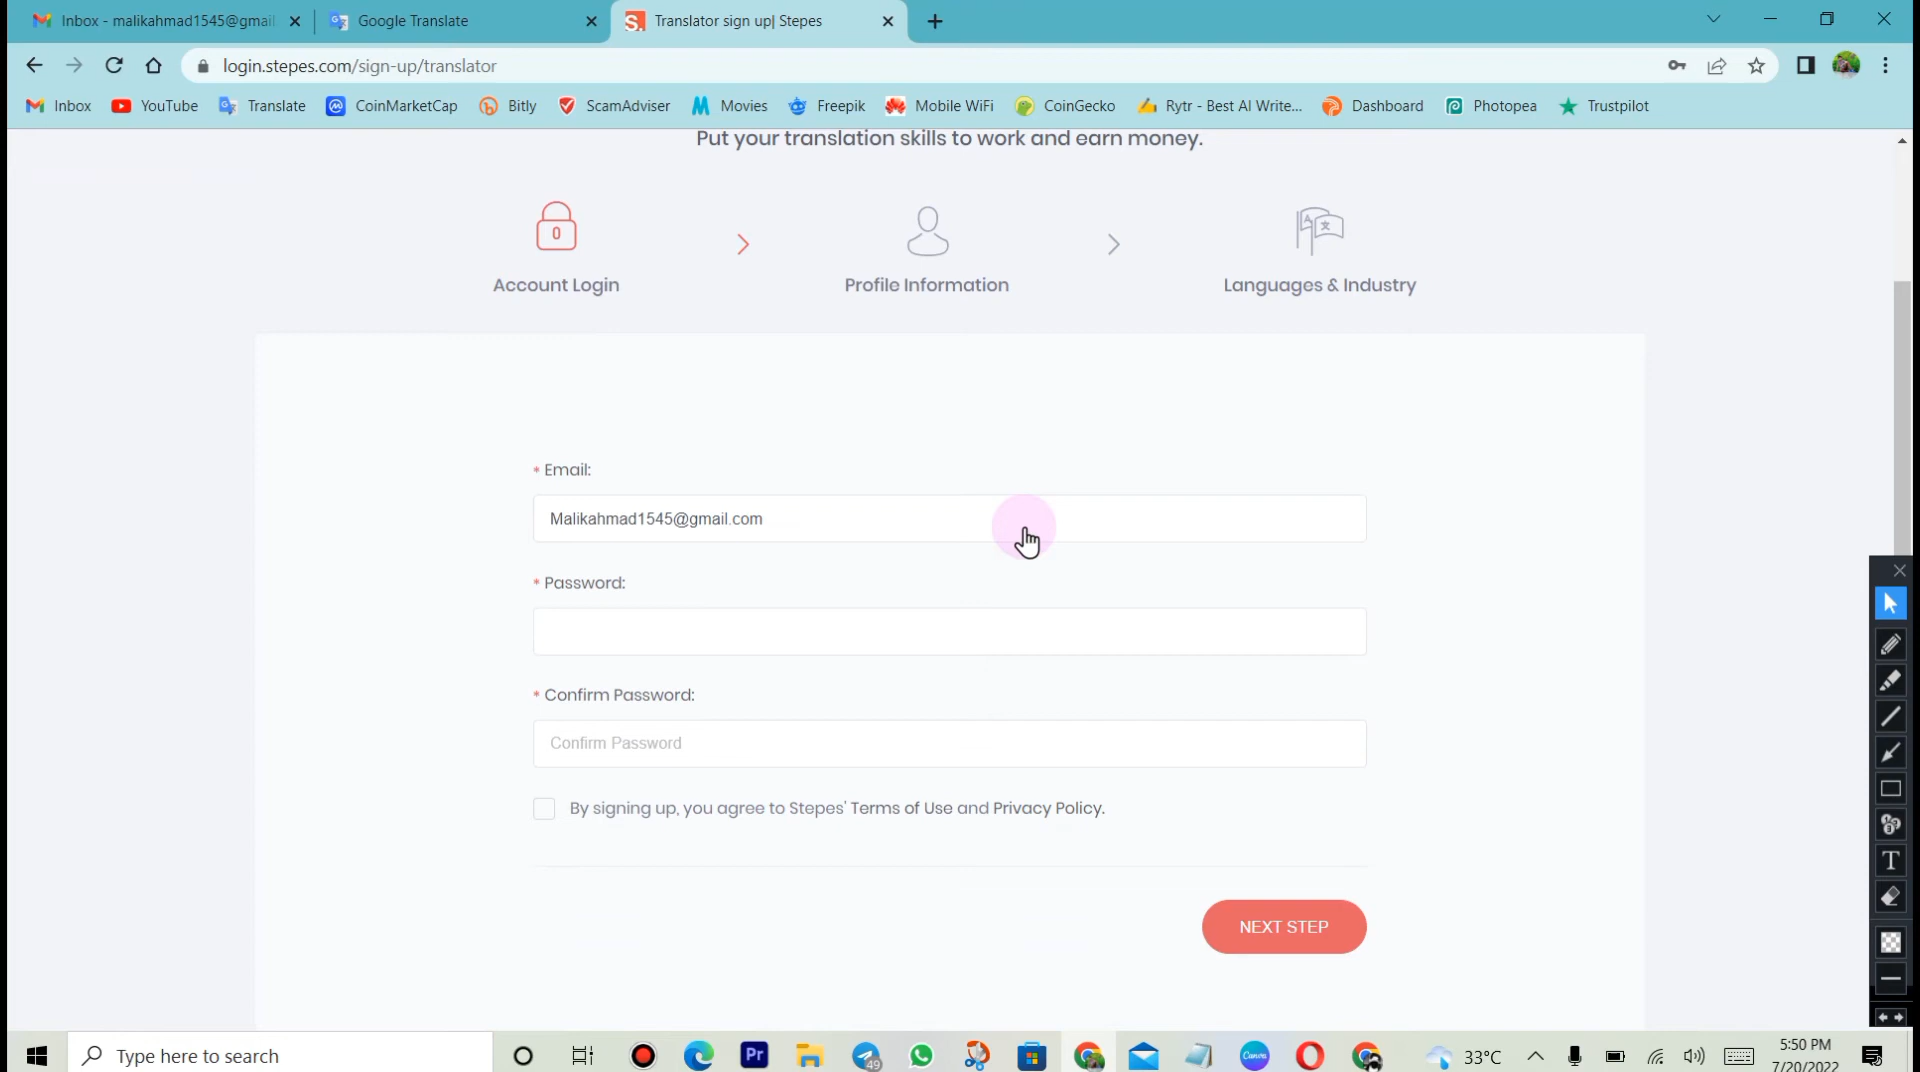 Inbox - malikahmad1545@gmail
Google Translate
S. Translator sign up| Stepes
login.stepes.com/sign-up/translator
Inbox YouTube Translate CoinMarketCap Bitly ScamAdviser Movies Freepik Mobile WiFi CoinGecko Rytr - Best AI Write... Dashboard Photopea Trustpilot
Put your translation skills to work and earn money.
Account Login
Profile Information
Languages & Industry
* Email:
Malikahmad1545@gmail.com
* Password:
* Confirm Password:
Confirm Password
By signing up, you agree to Stepes' Terms of Use and Privacy Policy.
NEXT STEP
T
Type here to search
Pr
49
Canva
33°C
5:50 PM
7/20/2022